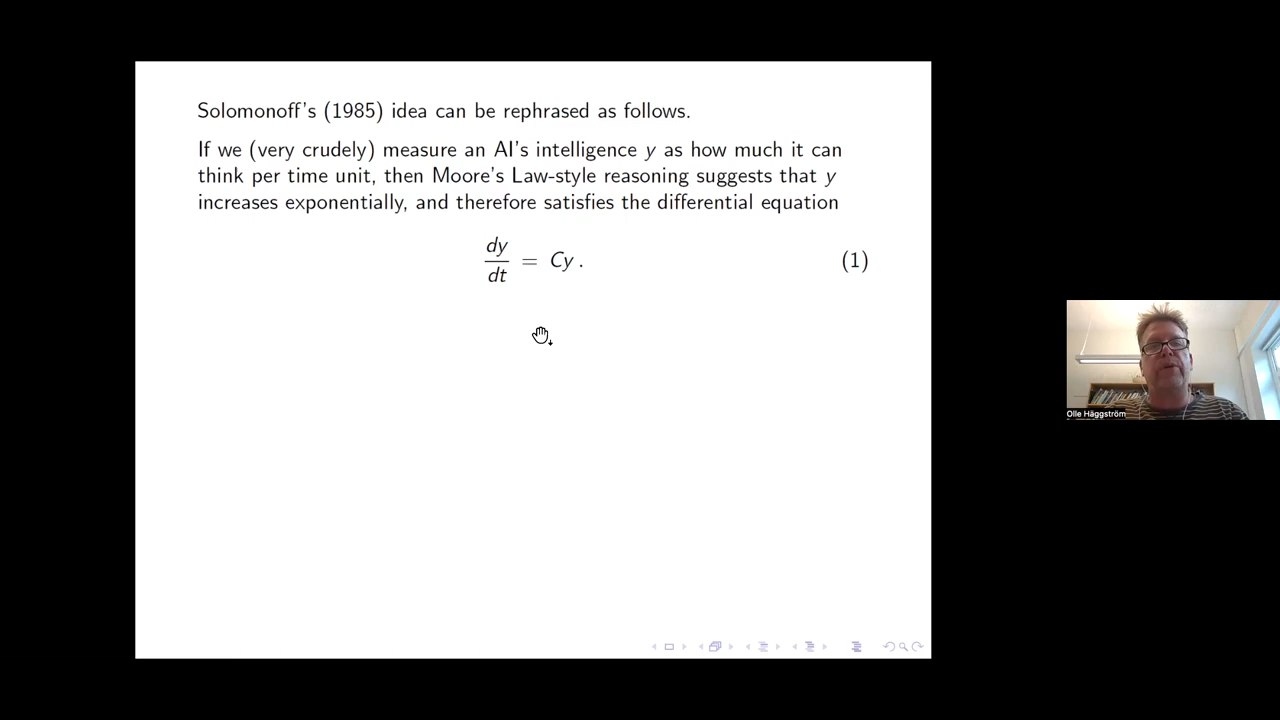 Solomonoff's (1985) idea can be rephrased as follows.
If we (very crudely) measure an AI's intelligence y as how much it can
think per time unit, then Moore's Law-style reasoning suggests that y
increases exponentially, and therefore satisfies the differential equation
dy/dt = Cy. (1)
Olle Häggström